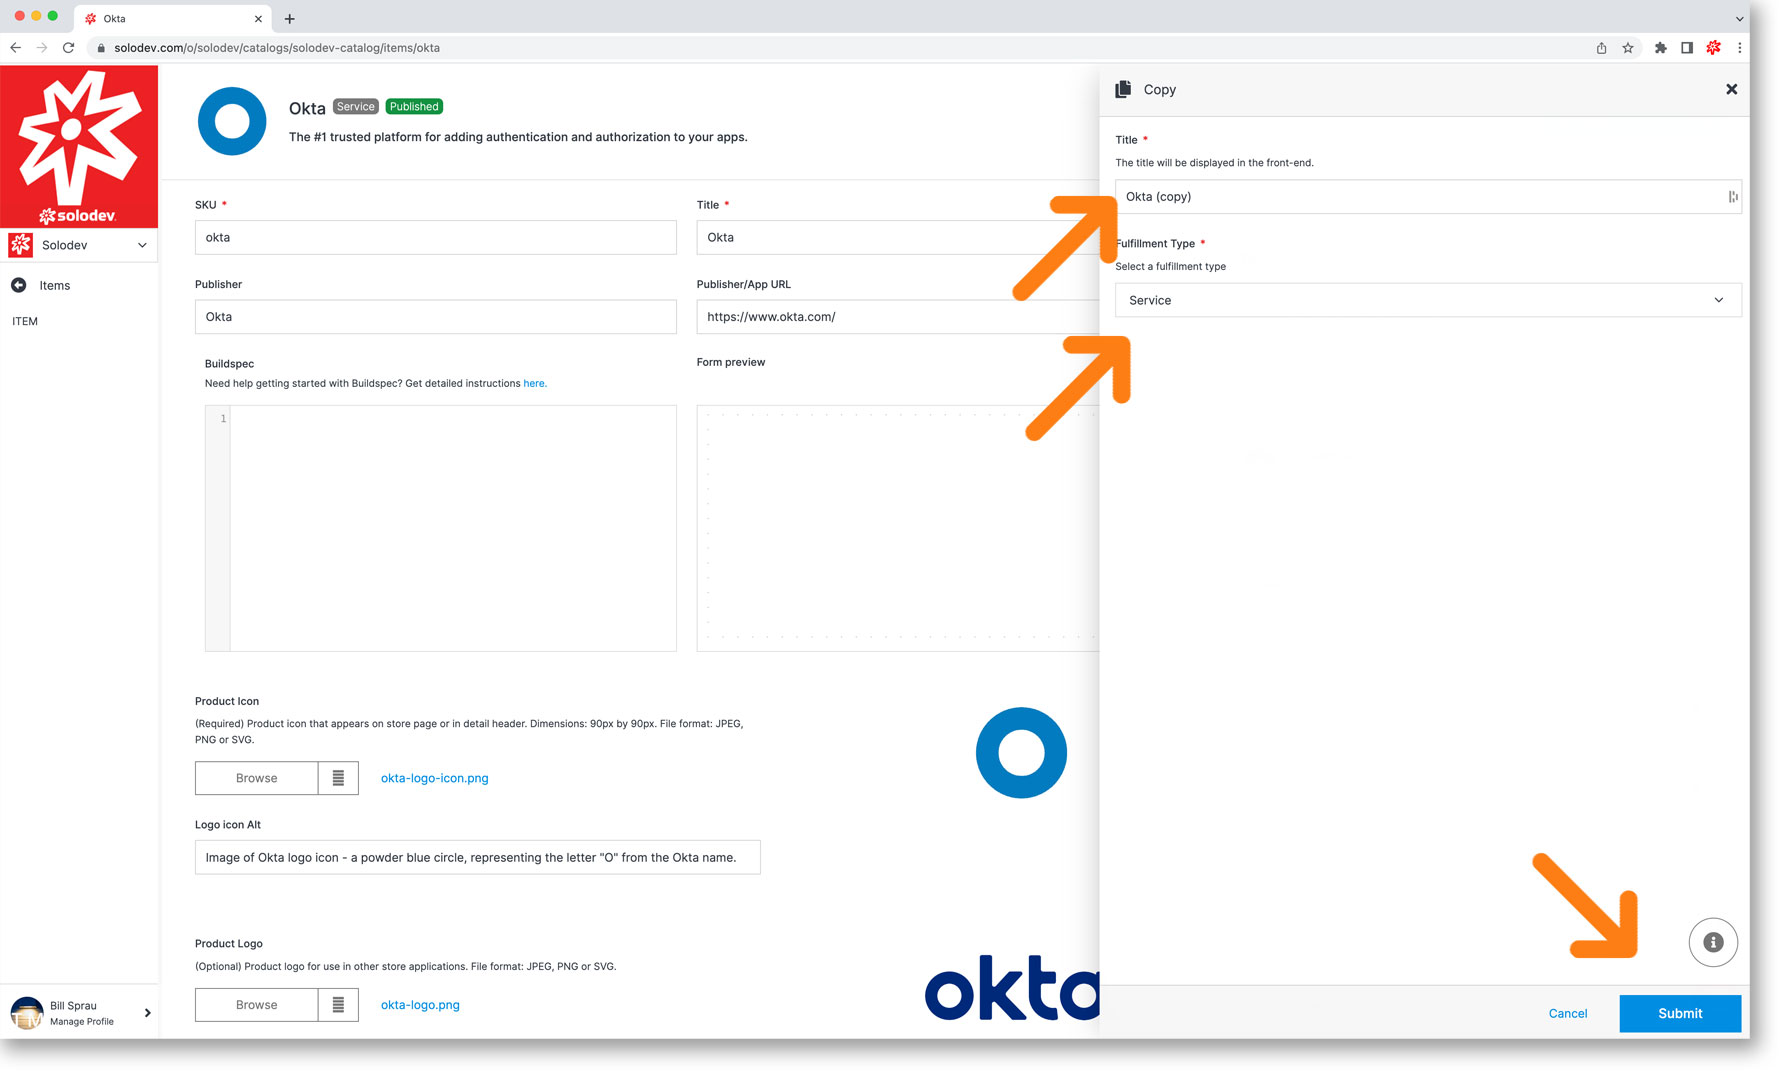 Okta
solodev.com/o/solodev/catalogs/solodev-catalog/items/okta
solodev
Solodev
Items
ITEM
Bill Sprau
Manage Profile
Okta Service Published
The #1 trusted platform for adding authentication and authorization to your apps.
SKU *
okta
Title *
Okta
Publisher
Okta
Publisher/App URL
https://www.okta.com/
Buildspec
Need help getting started with Buildspec? Get detailed instructions here.
1
Form preview
Product Icon
(Required) Product icon that appears on store page or in detail header. Dimensions: 90px by 90px. File format: JPEG,
PNG or SVG.
Browse
okta-logo-icon.png
Logo icon Alt
Image of Okta logo icon - a powder blue circle, representing the letter "O" from the Okta name.
Product Logo
(Optional) Product logo for use in other store applications. File format: JPEG, PNG or SVG.
Browse
okta-logo.png
okta
Copy
Title *
The title will be displayed in the front-end.
Okta (copy)
Fulfillment Type *
Select a fulfillment type
Service
Cancel
Submit